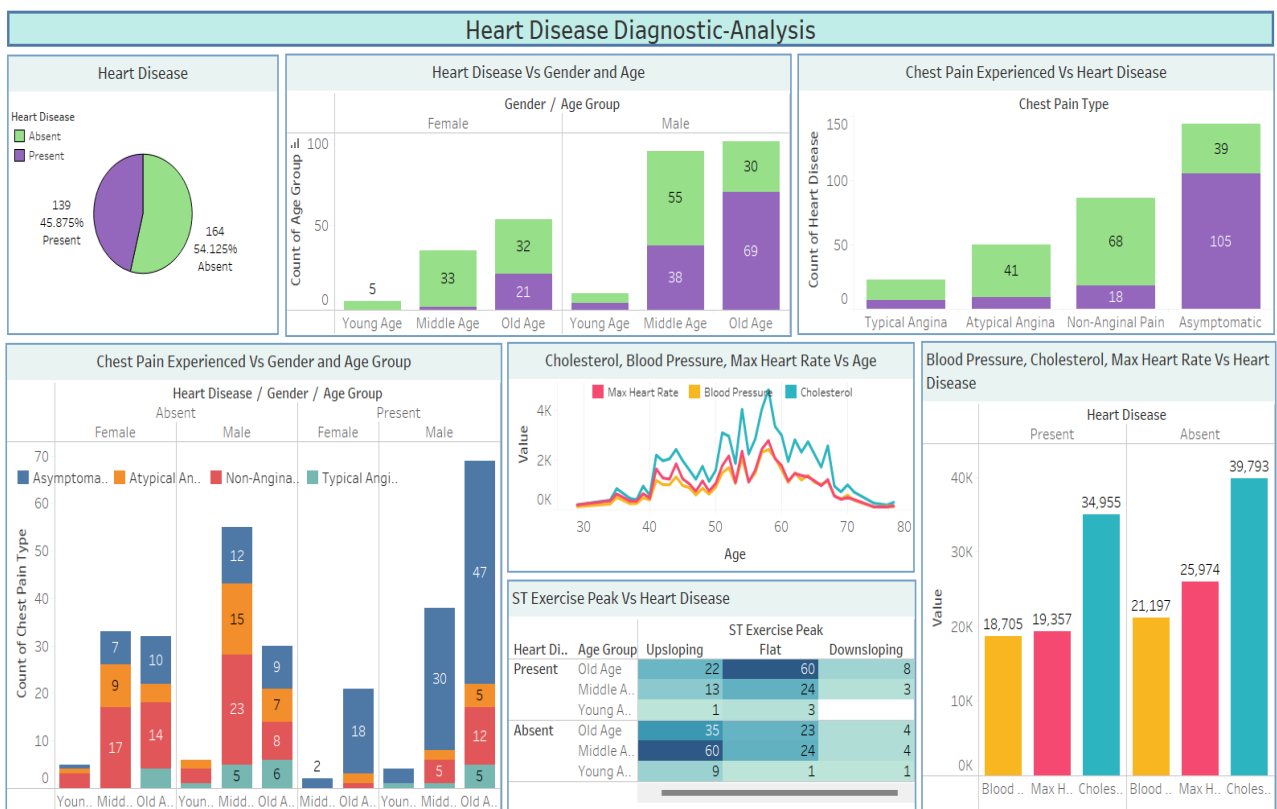 Heart Disease Diagnostic-Analysis
Heart Disease
Heart Disease
Absent
Present
139
45.875%
Present
164
54.125%
Absent
Heart Disease Vs Gender and Age
Gender / Age Group
Female Male
Count of Age Group
100
50
0
5
33
32
21
55
38
30
69
Young Age Middle Age Old Age Young Age Middle Age Old Age
Chest Pain Experienced Vs Heart Disease
Chest Pain Type
Count of Heart Disease
150
100
50
0
41
68
18
39
105
Typical Angina Atypical Angina Non-Anginal Pain Asymptomatic
Chest Pain Experienced Vs Gender and Age Group
Heart Disease / Gender / Age Group
Absent Present
Female Male Female Male
Asymptoma.. Atypical An.. Non-Angina.. Typical Angi..
Count of Chest Pain Type
70
60
50
40
30
20
10
0
7
9
17
10
14
12
15
23
5
9
7
8
6
2
18
30
5
47
5
12
5
Youn.. Midd.. Old A.. Youn.. Midd.. Old A.. Midd.. Old A.. Youn.. Midd.. Old A..
Cholesterol, Blood Pressure, Max Heart Rate Vs Age
Max Heart Rate Blood Pressure Cholesterol
Value
4K
2K
0K
30 40 50 60 70 80
Age
ST Exercise Peak Vs Heart Disease
ST Exercise Peak
Heart Di.. Age Group Upsloping Flat Downsloping
Present Old Age 22 60 8
Middle A.. 13 24 3
Young A.. 1 3
Absent Old Age 35 23 4
Middle A.. 60 24 4
Young A.. 9 1 1
Blood Pressure, Cholesterol, Max Heart Rate Vs Heart
Disease
Heart Disease
Present Absent
Value
40K
30K
20K
10K
0K
18,705
19,357
34,955
21,197
25,974
39,793
Blood .. Max H.. Choles.. Blood .. Max H.. Choles..